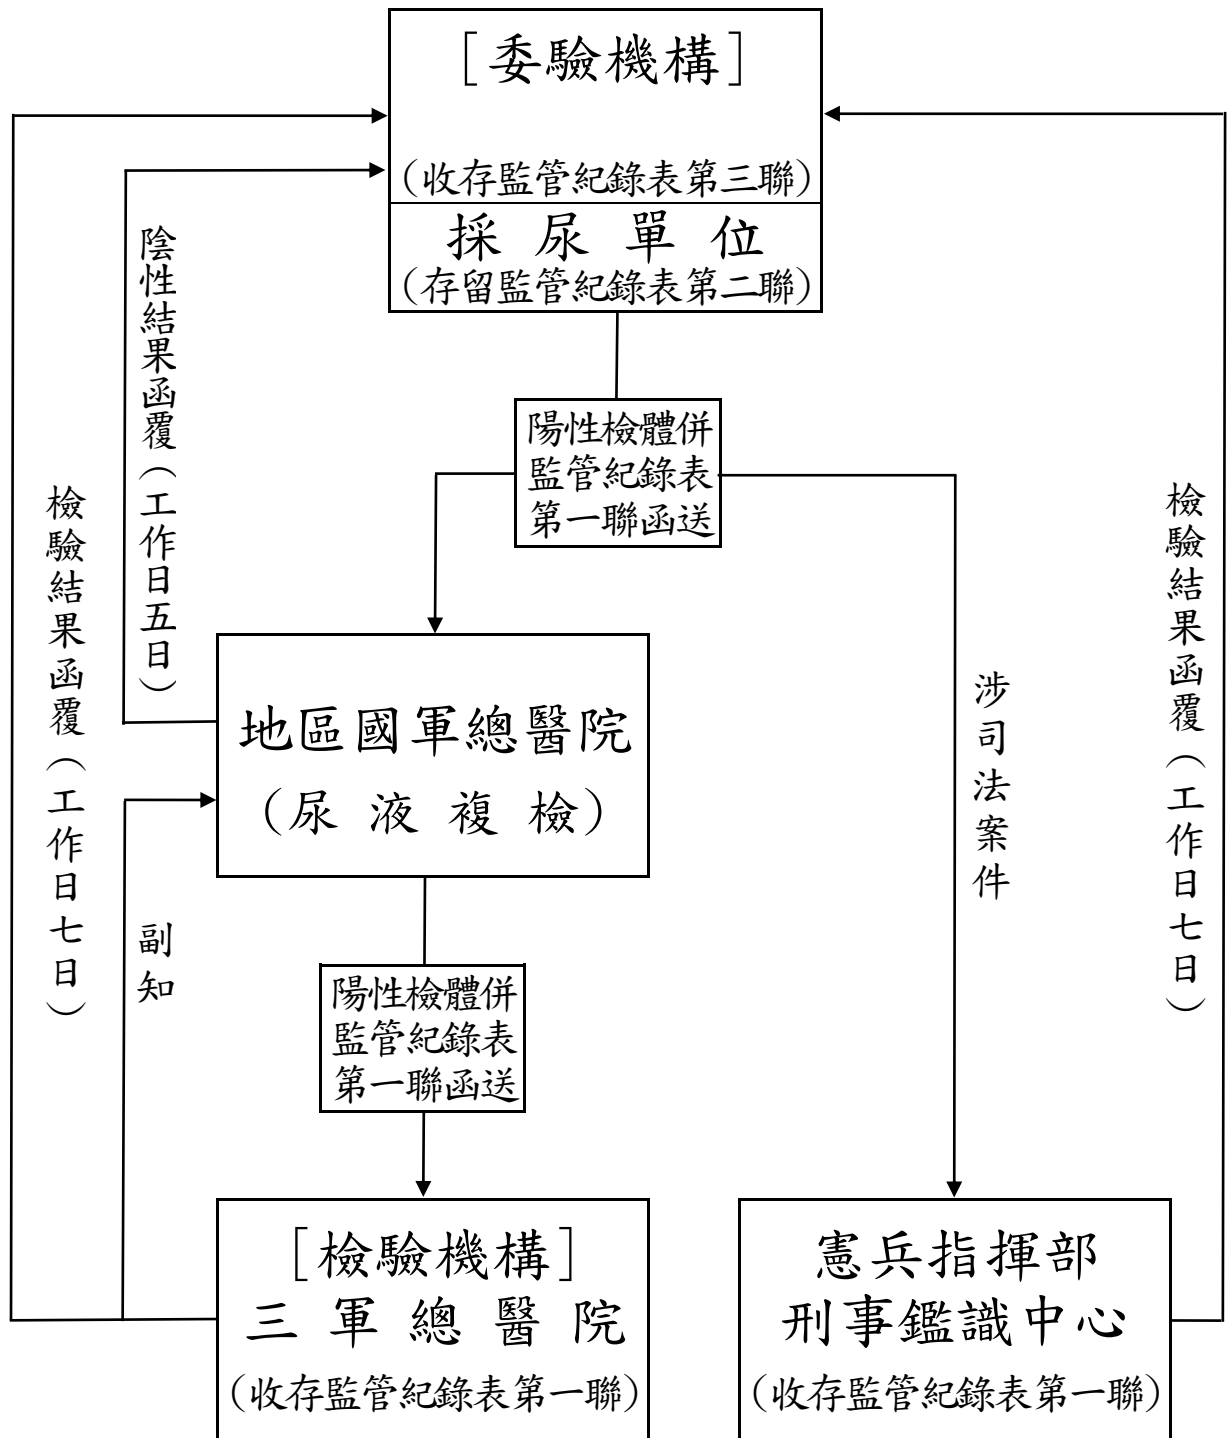 [委驗機構]
(收存監管紀錄表第三聯)
採尿單位
(存留監管紀錄表第二聯)
陽性檢體併
監管紀錄表
第一聯函送
陰性結果函覆(工作日五日)
檢驗結果函覆(工作日七日)
檢驗結果函覆(工作日七日)
地區國軍總醫院
(尿液複檢)
涉司法案件
副知
陽性檢體併
監管紀錄表
第一聯函送
[檢驗機構]
三軍總醫院
(收存監管紀錄表第一聯)
憲兵指揮部
刑事鑑識中心
(收存監管紀錄表第一聯)